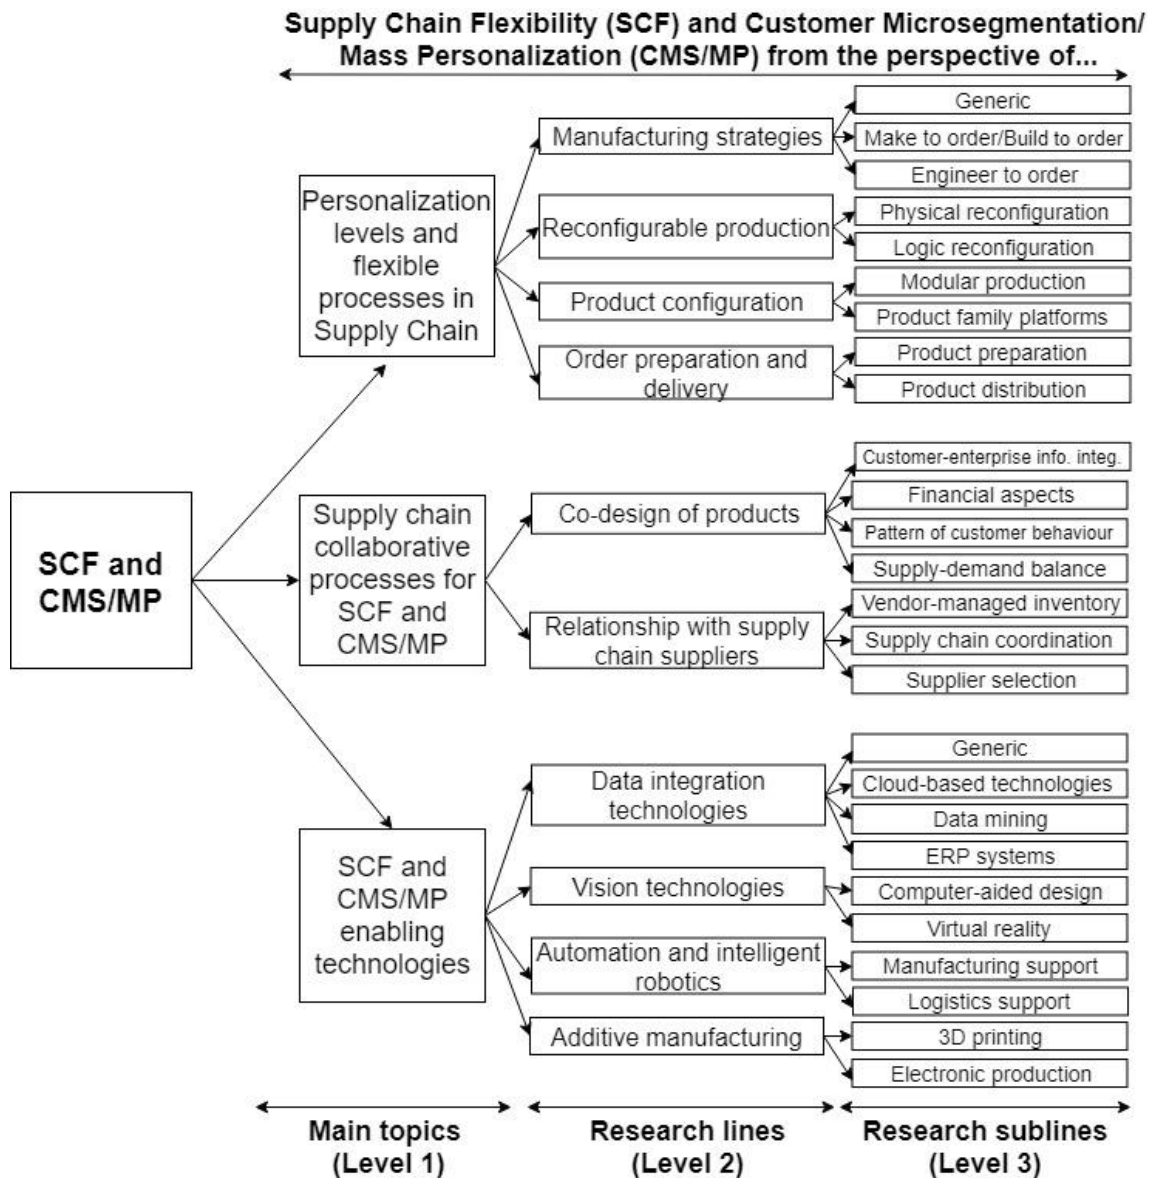 Supply Chain Flexibility (SCF) and Customer Microsegmentation/
Mass Personalization (CMS/MP) from the perspective of...
SCF and
CMS/MP
Personalization
levels and
flexible
processes in
Supply Chain
Manufacturing strategies
Generic
Make to order/Build to order
Engineer to order
Reconfigurable production
Physical reconfiguration
Logic reconfiguration
Product configuration
Modular production
Product family platforms
Order preparation and
delivery
Product preparation
Product distribution
Supply chain
collaborative
processes for
SCF and
CMS/MP
Co-design of products
Customer-enterprise info. integ.
Financial aspects
Pattern of customer behaviour
Supply-demand balance
Relationship with supply
chain suppliers
Vendor-managed inventory
Supply chain coordination
Supplier selection
SCF and
CMS/MP
enabling
technologies
Data integration
technologies
Generic
Cloud-based technologies
Data mining
ERP systems
Vision technologies
Computer-aided design
Virtual reality
Automation and intelligent
robotics
Manufacturing support
Logistics support
Additive manufacturing
3D printing
Electronic production
Main topics
(Level 1)
Research lines
(Level 2)
Research sublines
(Level 3)